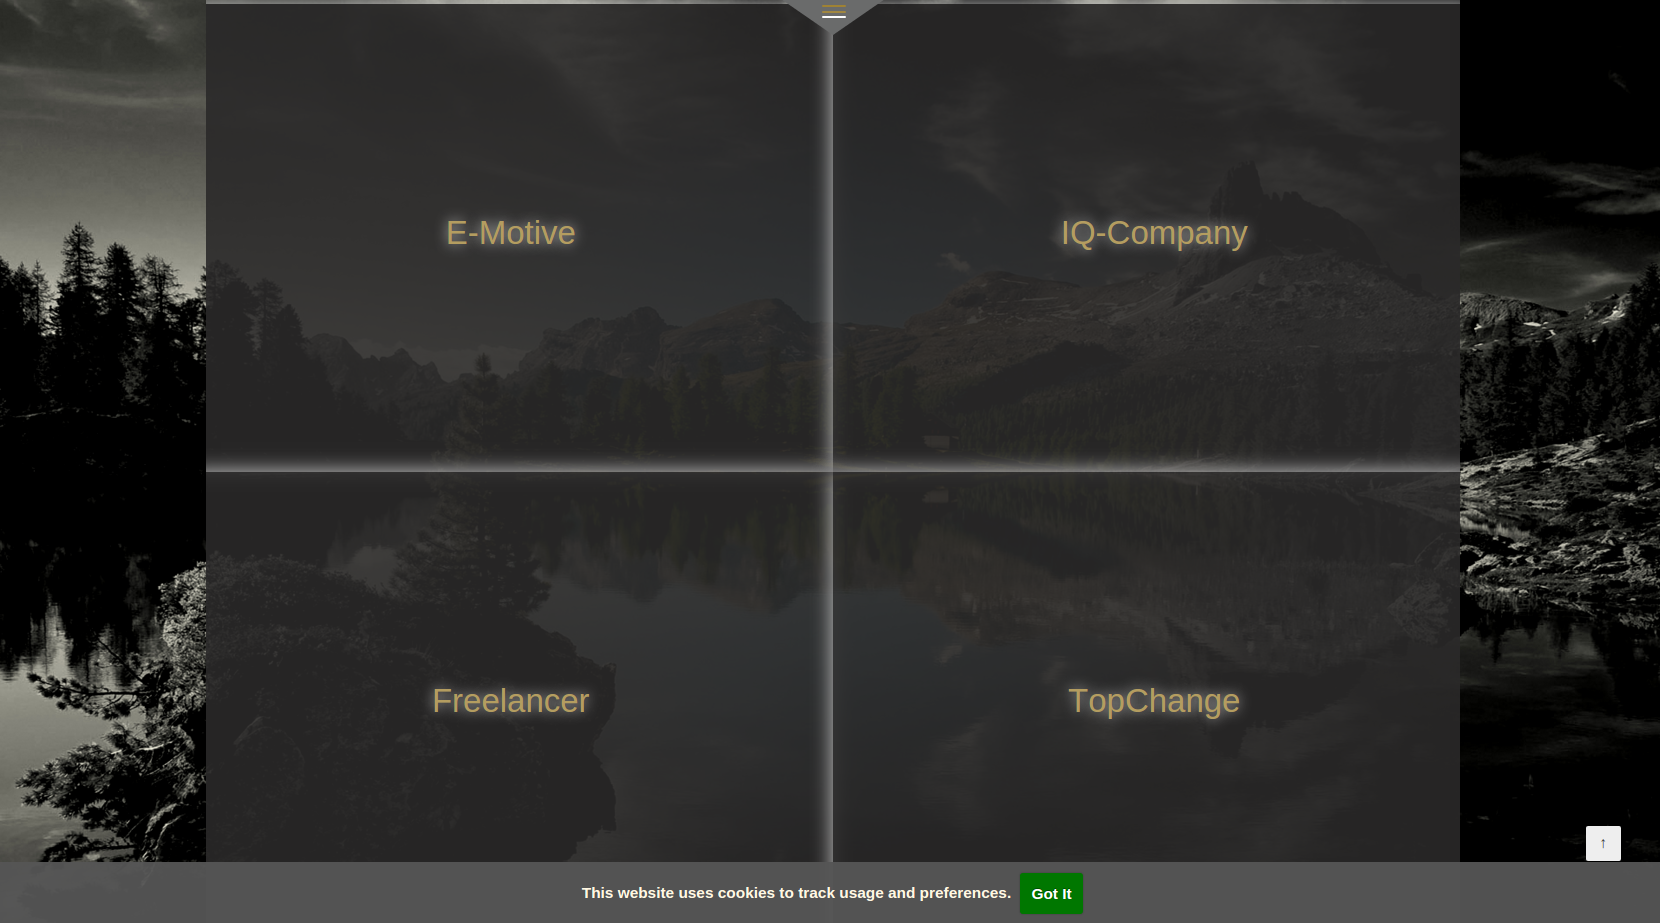 E-Motive
IQ-Company
Freelancer
TopChange
↑
This website uses cookies to track usage and preferences. Got It